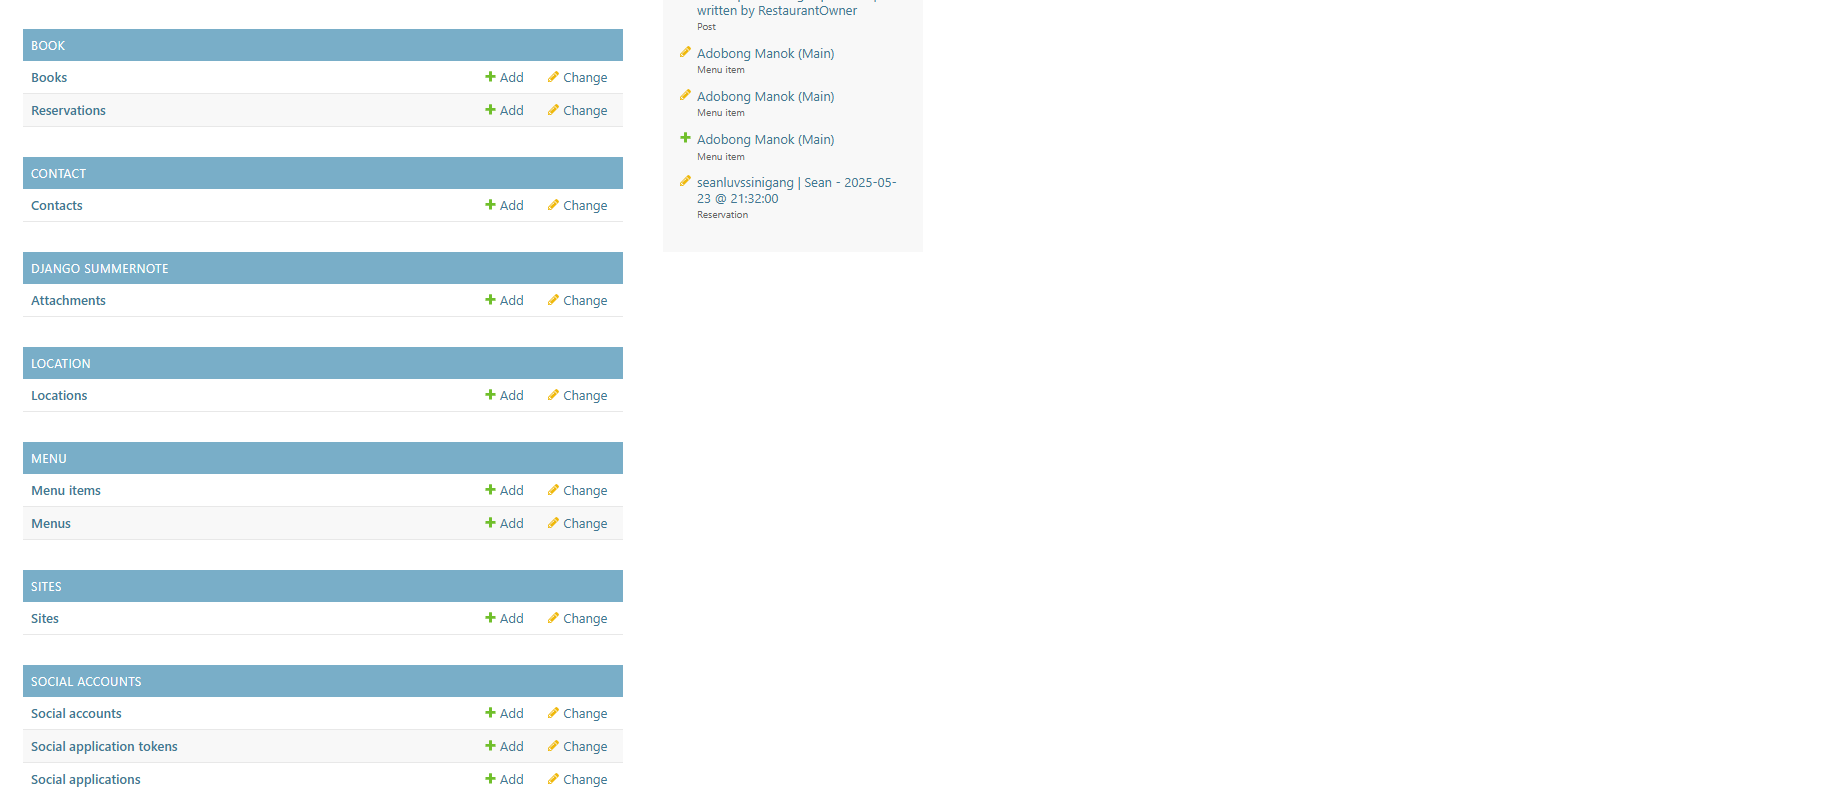 BOOK
Books Add Change
Reservations Add Change
CONTACT
Contacts Add Change
DJANGO SUMMERNOTE
Attachments Add Change
LOCATION
Locations Add Change
MENU
Menu items Add Change
Menus Add Change
SITES
Sites Add Change
SOCIAL ACCOUNTS
Social accounts Add Change
Social application tokens Add Change
Social applications Add Change
written by RestaurantOwner
Post
Adobong Manok (Main)
Menu item
Adobong Manok (Main)
Menu item
Adobong Manok (Main)
Menu item
seanluvssinigang | Sean - 2025-05-
23 @ 21:32:00
Reservation